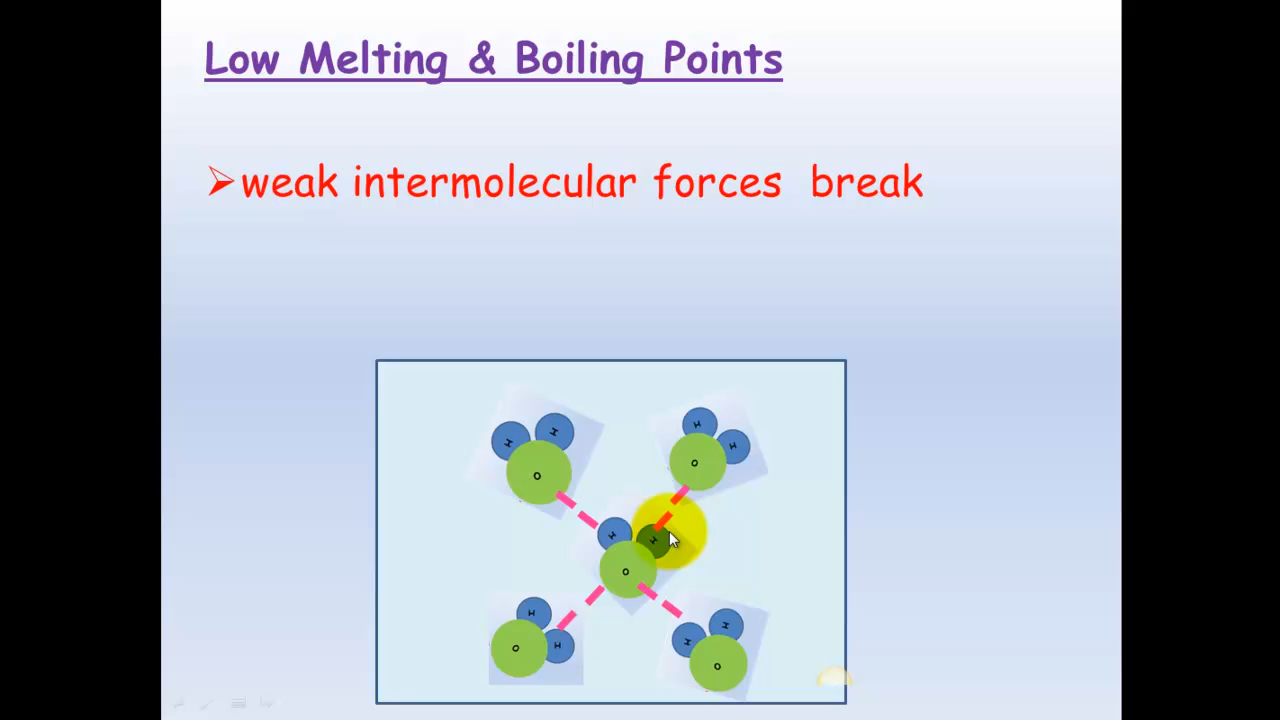 Low Melting & Boiling Points
➢weak intermolecular forces break
H H
O
H H
O
H H
O
H H
O
H H
O